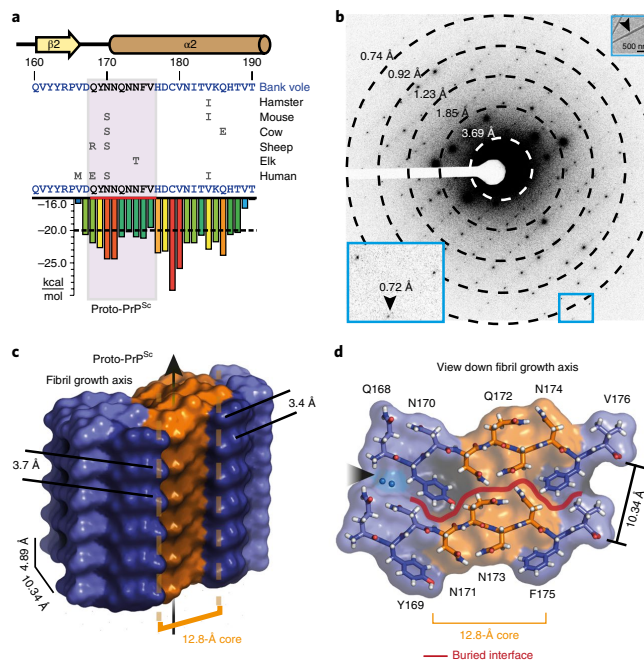 a
β2
α2
160 170 180 190
QVYYRPVDQYNNQNNFVHDCVNITVKQHTVT Bank vole
I Hamster
S I Mouse
S E Cow
R S Sheep
T Elk
M E S I Human
QVYYRPVDQYNNQNNFVHDCVNITVKQHTVT
–16.0
–20.0
–25.0
kcal
mol
Proto-PrPSc
b
500 nm
0.74 Å
0.92 Å
1.23 Å
1.85 Å
3.69 Å
0.72 Å
c
Proto-PrPSc
Fibril growth axis
3.4 Å
3.7 Å
4.89 Å
10.34 Å
12.8-Å core
d
View down fibril growth axis
Q168
N170
Q172
N174
V176
10.34 Å
Y169
N171
N173
F175
12.8-Å core
Buried interface